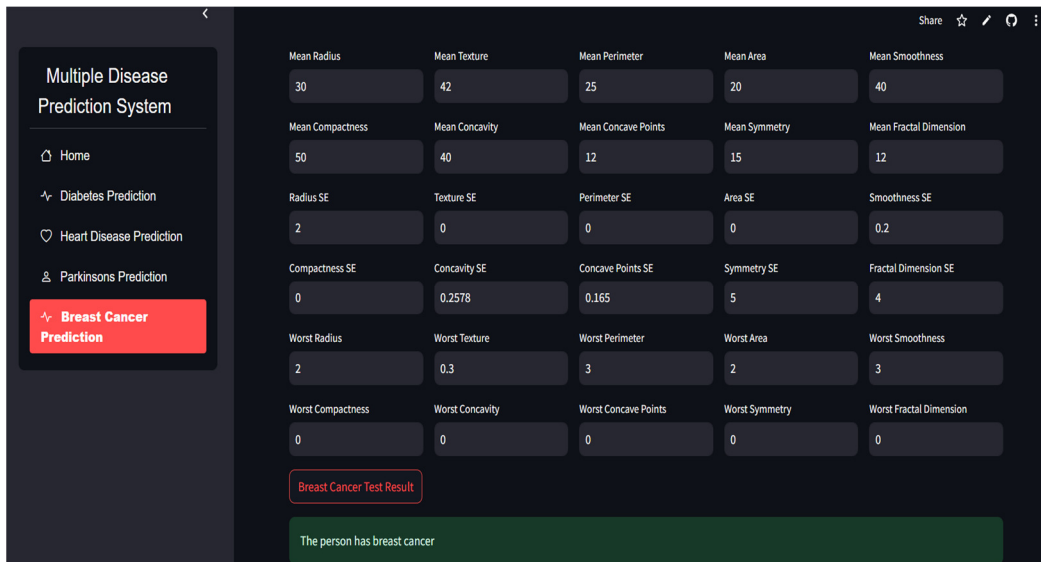 Share
Multiple Disease
Prediction System
Home
Diabetes Prediction
Heart Disease Prediction
Parkinsons Prediction
Breast Cancer
Prediction
Mean Radius Mean Texture Mean Perimeter Mean Area Mean Smoothness
30 42 25 20 40
Mean Compactness Mean Concavity Mean Concave Points Mean Symmetry Mean Fractal Dimension
50 40 12 15 12
Radius SE Texture SE Perimeter SE Area SE Smoothness SE
2 0 0 0 0.2
Compactness SE Concavity SE Concave Points SE Symmetry SE Fractal Dimension SE
0 0.2578 0.165 5 4
Worst Radius Worst Texture Worst Perimeter Worst Area Worst Smoothness
2 0.3 3 2 3
Worst Compactness Worst Concavity Worst Concave Points Worst Symmetry Worst Fractal Dimension
0 0 0 0 0
Breast Cancer Test Result
The person has breast cancer